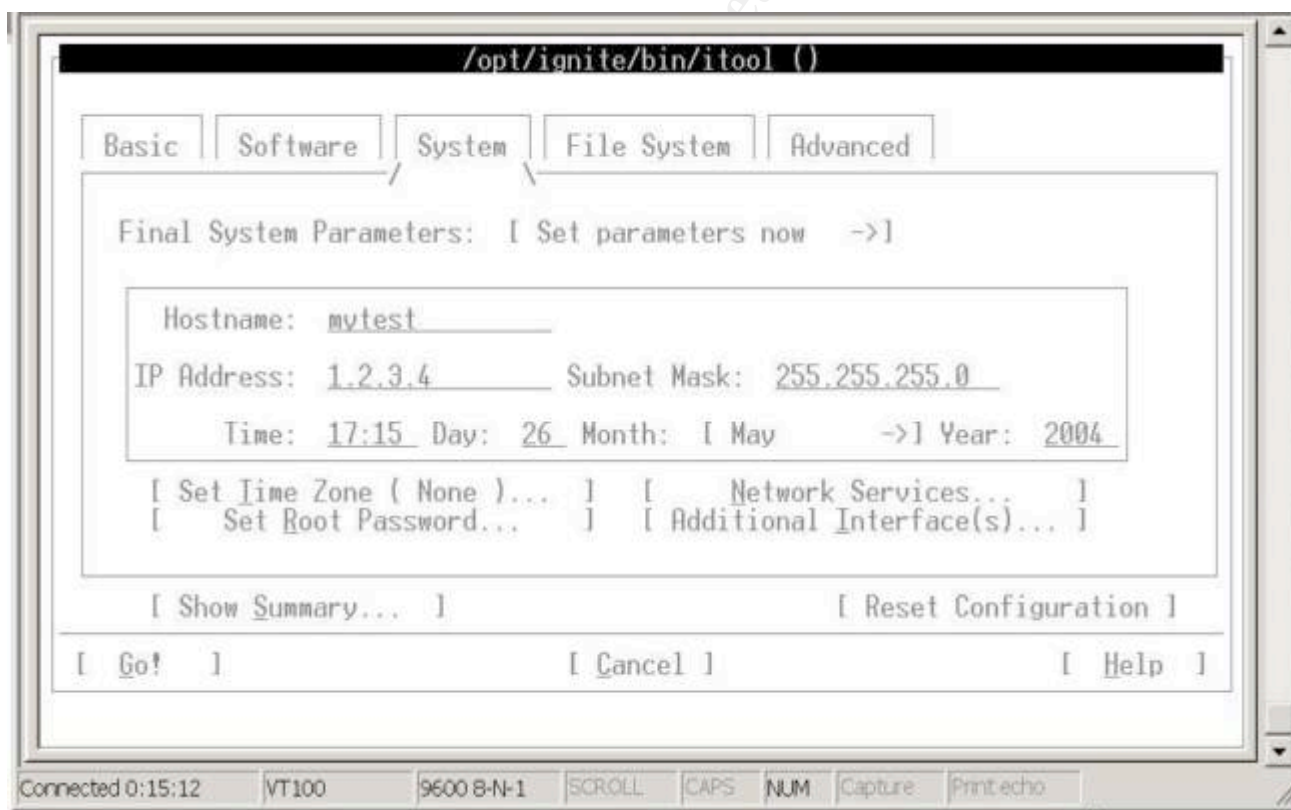 /opt/ignite/bin/itool ()
Basic Software System File System Advanced
Final System Parameters: [ Set parameters now ->]
Hostname: mytest
IP Address: 1.2.3.4 Subnet Mask: 255.255.255.0
Time: 17:15 Day: 26 Month: [ May ->] Year: 2004
[ Set Time Zone ( None )... ] [ Network Services... ]
[ Set Root Password... ] [ Additional Interface(s)... ]
[ Show Summary... ] [ Reset Configuration ]
[ Go! ] [ Cancel ] [ Help ]
Connected 0:15:12 VT100 9600 8-N-1 SCROLL CAPS NUM Capture Print echo